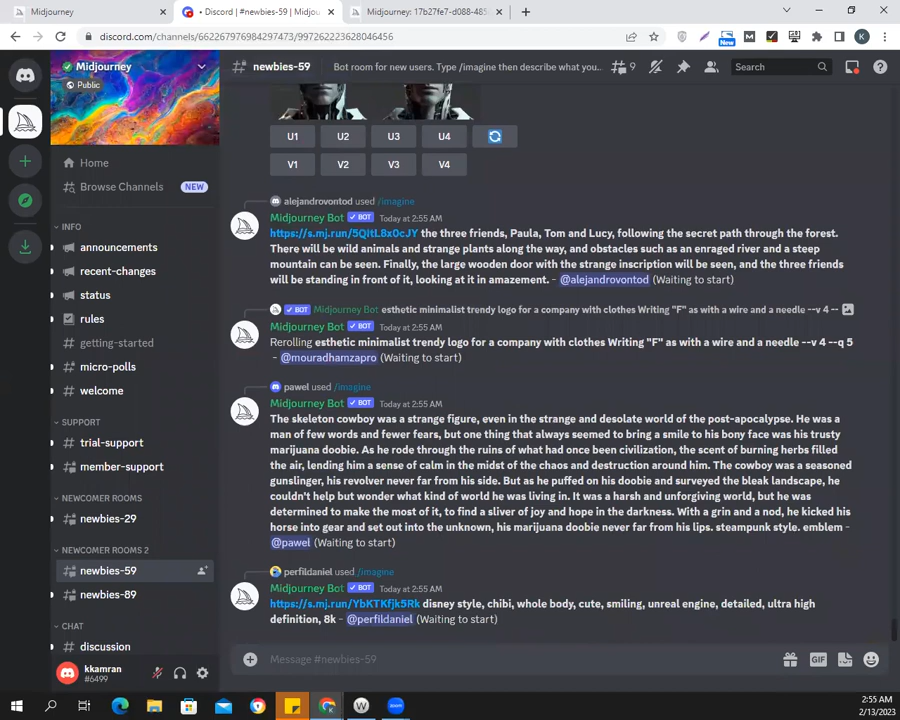 Midjourney
Discord | #newbies-59 | Midjou
Midjourney: 17b27fe7-d088-485
discord.com/channels/662267976984297473/997262223628046456
New
K
Midjourney
Public
Home
Browse Channels NEW
INFO
announcements
recent-changes
status
rules
getting-started
micro-polls
welcome
SUPPORT
trial-support
member-support
NEWCOMER ROOMS
newbies-29
NEWCOMER ROOMS 2
newbies-59
newbies-89
CHAT
discussion
kkamran
#6499
newbies-59 Bot room for new users. Type /imagine then describe what you... 9 Search
U1 U2 U3 U4
V1 V2 V3 V4
alejandrovontod used /imagine
Midjourney Bot ✓ BOT Today at 2:55 AM
https://s.mj.run/5QitL8x0cJY the three friends, Paula, Tom and Lucy, following the secret path through the forest.
There will be wild animals and strange plants along the way, and obstacles such as an enraged river and a steep
mountain can be seen. Finally, the large wooden door with the strange inscription will be seen, and the three friends
will be standing in front of it, looking at it in amazement. - @alejandrovontod (Waiting to start)
✓ BOT Midjourney Bot esthetic minimalist trendy logo for a company with clothes Writing "F" as with a wire and a needle --v 4 --
Midjourney Bot ✓ BOT Today at 2:55 AM
Rerolling esthetic minimalist trendy logo for a company with clothes Writing "F" as with a wire and a needle --v 4 --q 5
- @mouradhamzapro (Waiting to start)
pawel used /imagine
Midjourney Bot ✓ BOT Today at 2:55 AM
The skeleton cowboy was a strange figure, even in the strange and desolate world of the post-apocalypse. He was a
man of few words and fewer fears, but one thing that always seemed to bring a smile to his bony face was his trusty
marijuana doobie. As he rode through the ruins of what had once been civilization, the scent of burning herbs filled
the air, lending him a sense of calm in the midst of the chaos and destruction around him. The cowboy was a seasoned
gunslinger, his revolver never far from his side. But as he puffed on his doobie and surveyed the bleak landscape, he
couldn't help but wonder what kind of world he was living in. It was a harsh and unforgiving world, but he was
determined to make the most of it, to find a sliver of joy and hope in the darkness. With a grin and a nod, he kicked his
horse into gear and set out into the unknown, his marijuana doobie never far from his lips. steampunk style. emblem -
@pawel (Waiting to start)
perfildaniel used /imagine
Midjourney Bot ✓ BOT Today at 2:55 AM
https://s.mj.run/YbKTKfjk5Rk disney style, chibi, whole body, cute, smiling, unreal engine, detailed, ultra high
definition, 8k - @perfildaniel (Waiting to start)
Message #newbies-59
GIF
W
zoom
2:55 AM
2/13/2023